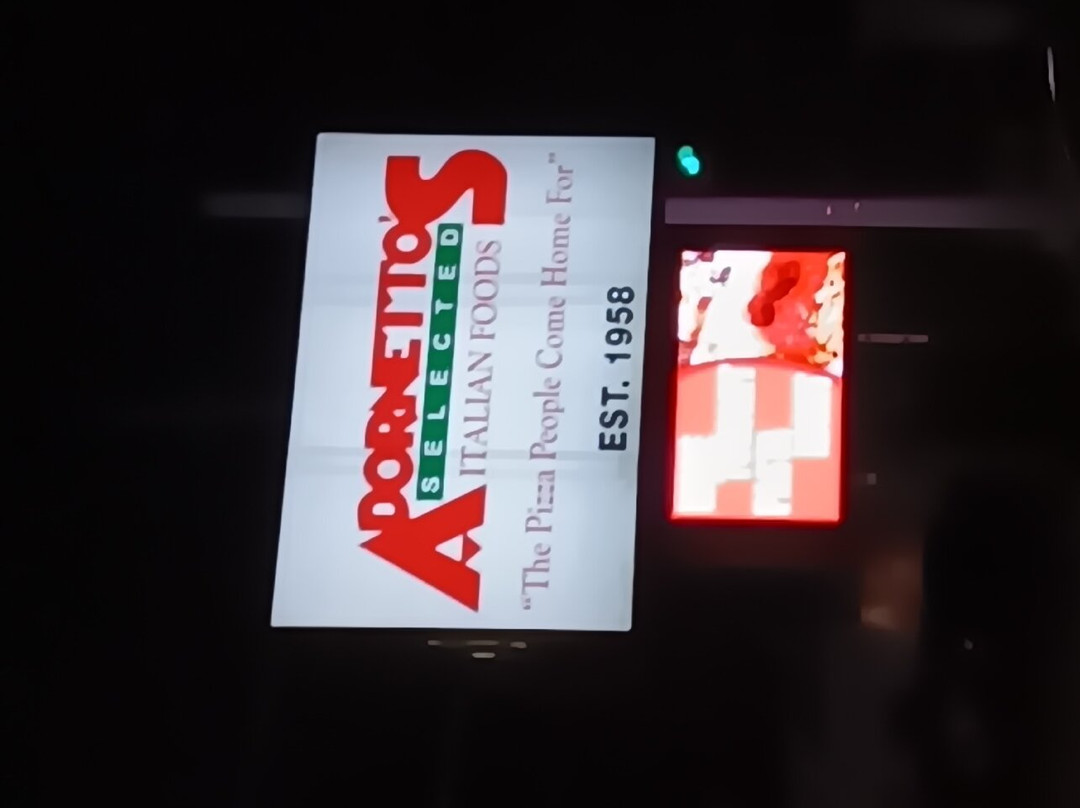 ADORNETTO'S
SELECTED
ITALIAN FOODS
“The Pizza People Come Home For”
EST. 1958